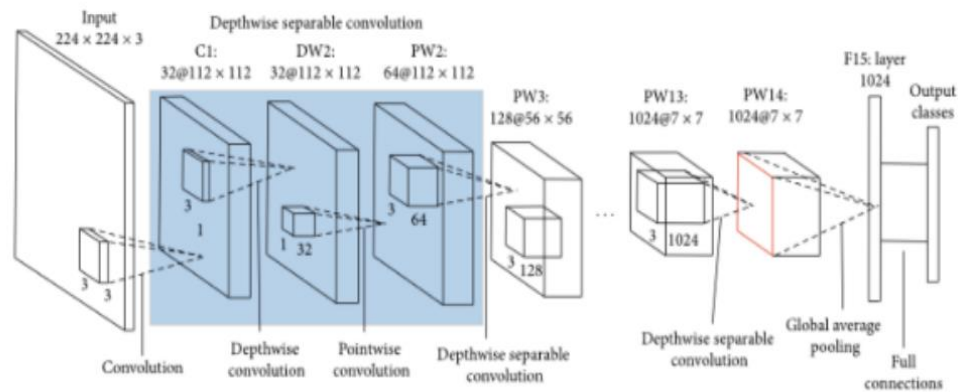 Input
224 × 224 × 3
Depthwise separable convolution
C1:
32@112 × 112
DW2:
32@112 × 112
PW2:
64@112 × 112
PW3:
128@56 × 56
PW13:
1024@7 × 7
PW14:
1024@7 × 7
F15: layer
1024
Output
classes
3
3
3
1
1
32
3
64
3
128
...
3
1024
Convolution
Depthwise
convolution
Pointwise
convolution
Depthwise separable
convolution
Depthwise separable
convolution
Global average
pooling
Full
connections